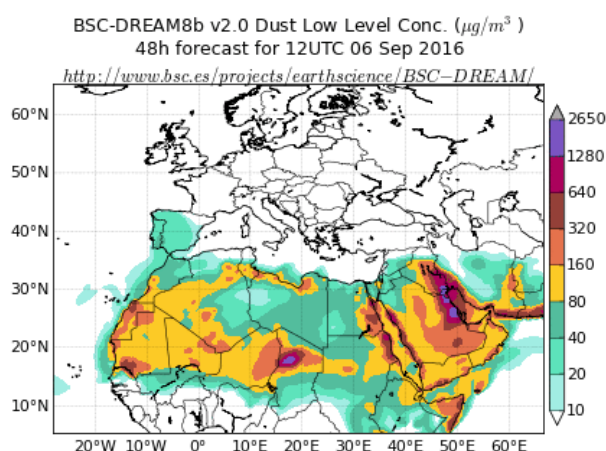 BSC-DREAM8b v2.0 Dust Low Level Conc. (μg/m³ )
48h forecast for 12UTC 06 Sep 2016
http://www.bsc.es/projects/earthscience/BSC−DREAM/
60°N
50°N
40°N
30°N
20°N
10°N
20°W 10°W 0° 10°E 20°E 30°E 40°E 50°E 60°E
2650
1280
640
320
160
80
40
20
10